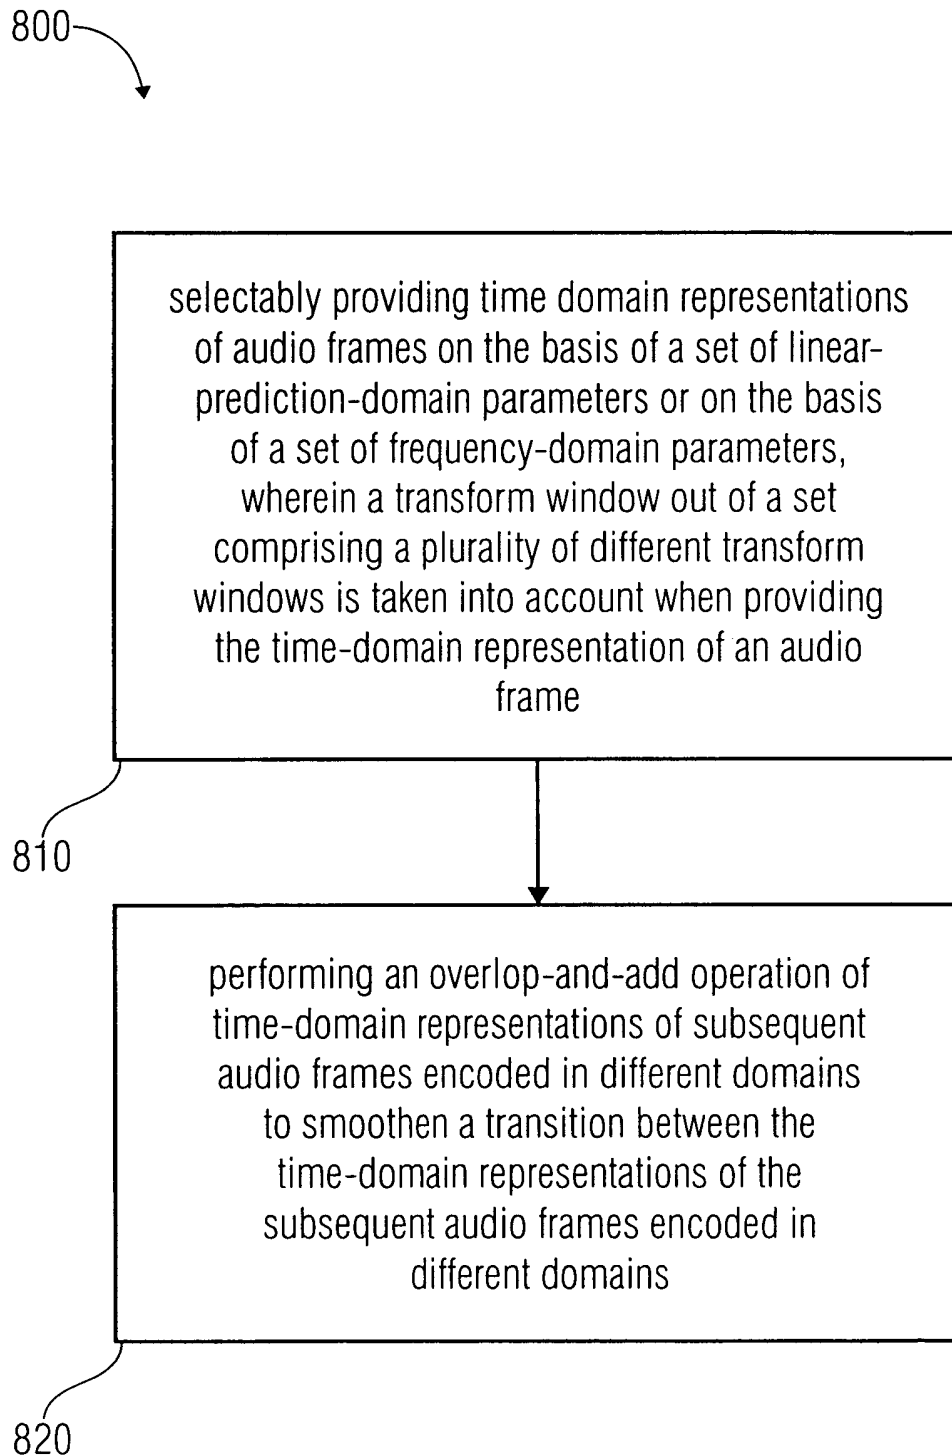 800
selectably providing time domain representations
of audio frames on the basis of a set of linear-
prediction-domain parameters or on the basis
of a set of frequency-domain parameters,
wherein a transform window out of a set
comprising a plurality of different transform
windows is taken into account when providing
the time-domain representation of an audio
frame
810
performing an overlop-and-add operation of
time-domain representations of subsequent
audio frames encoded in different domains
to smoothen a transition between the
time-domain representations of the
subsequent audio frames encoded in
different domains
820